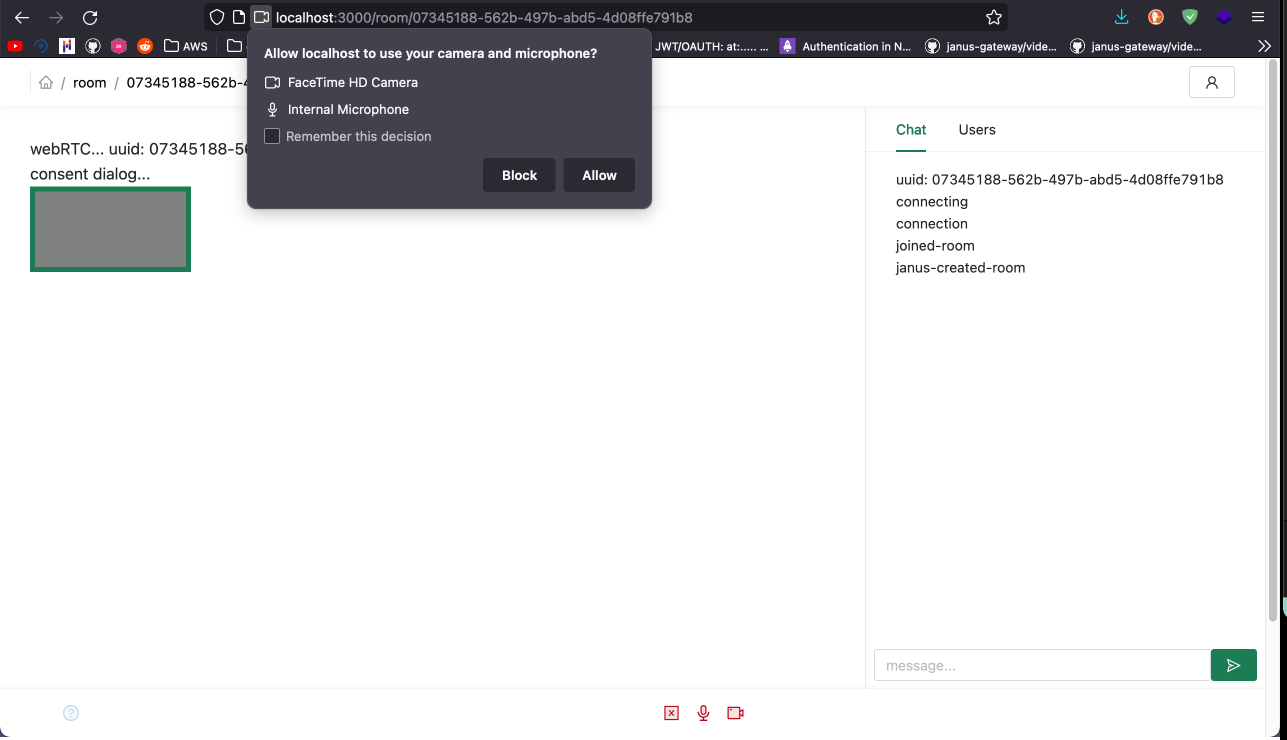 localhost:3000/room/07345188-562b-497b-abd5-4d08ffe791b8
AWS
JWT/OAUTH: at:..... ...
Authentication in N...
janus-gateway/vide...
janus-gateway/vide...
Allow localhost to use your camera and microphone?
FaceTime HD Camera
Internal Microphone
Remember this decision
Block
Allow
/ room / 07345188-562b-4
webRTC... uuid: 07345188-56
consent dialog...
Chat
Users
uuid: 07345188-562b-497b-abd5-4d08ffe791b8
connecting
connection
joined-room
janus-created-room
message...